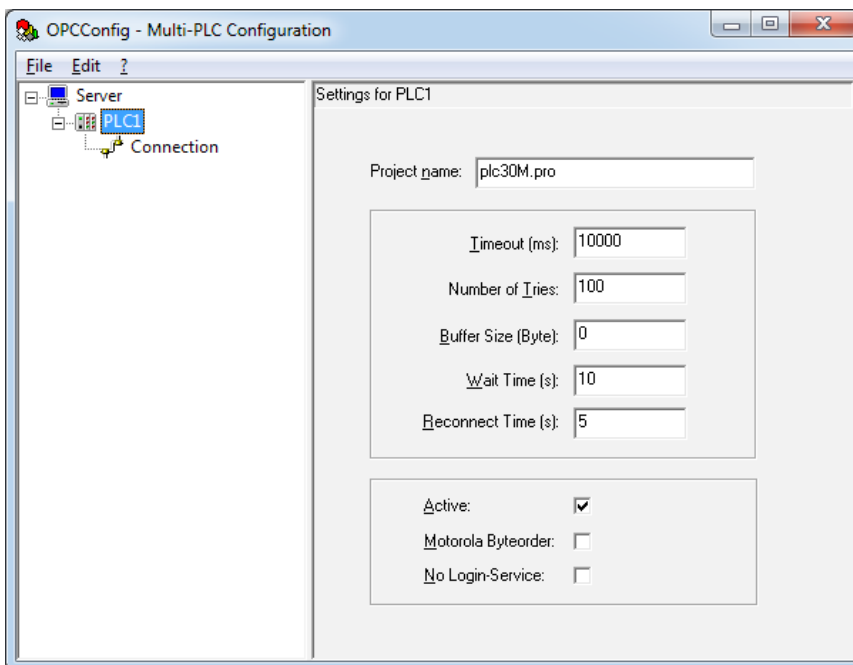 OPCConfig - Multi-PLC Configuration
File Edit ?
Server
PLC1
Connection
Settings for PLC1
Project name: plc30M.pro
Timeout (ms): 10000
Number of Tries: 100
Buffer Size (Byte): 0
Wait Time (s): 10
Reconnect Time (s): 5
Active:
Motorola Byteorder:
No Login-Service: